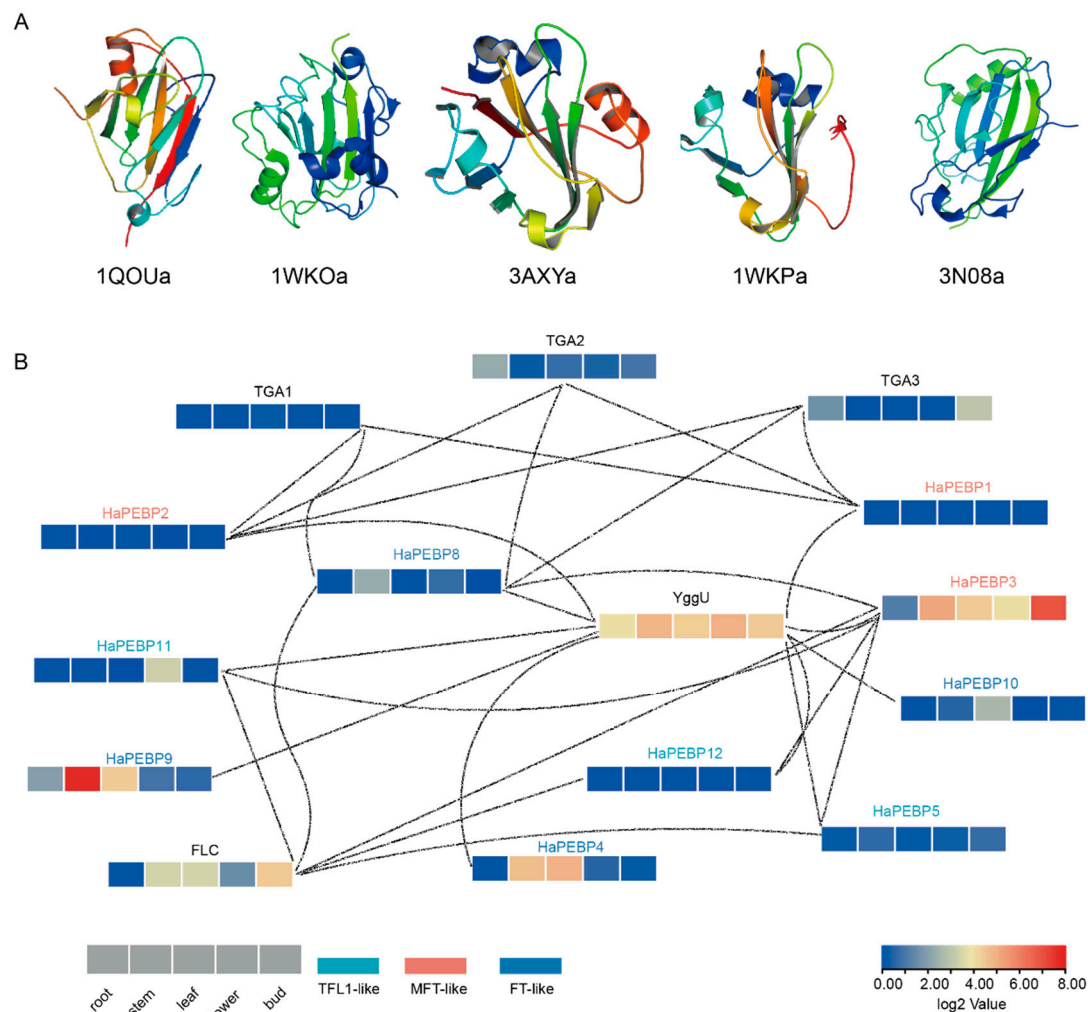 A
1QOUa 1WKOa 3AXYa 1WKPa 3N08a
B
TGA2
TGA1
TGA3
HaPEBP2
HaPEBP1
HaPEBP8
HaPEBP3
YggU
HaPEBP11
HaPEBP10
HaPEBP9
HaPEBP12
HaPEBP5
FLC
HaPEBP4
root stem leaf ower bud
TFL1-like MFT-like FT-like
0.00 2.00 4.00 6.00 8.00
log2 Value